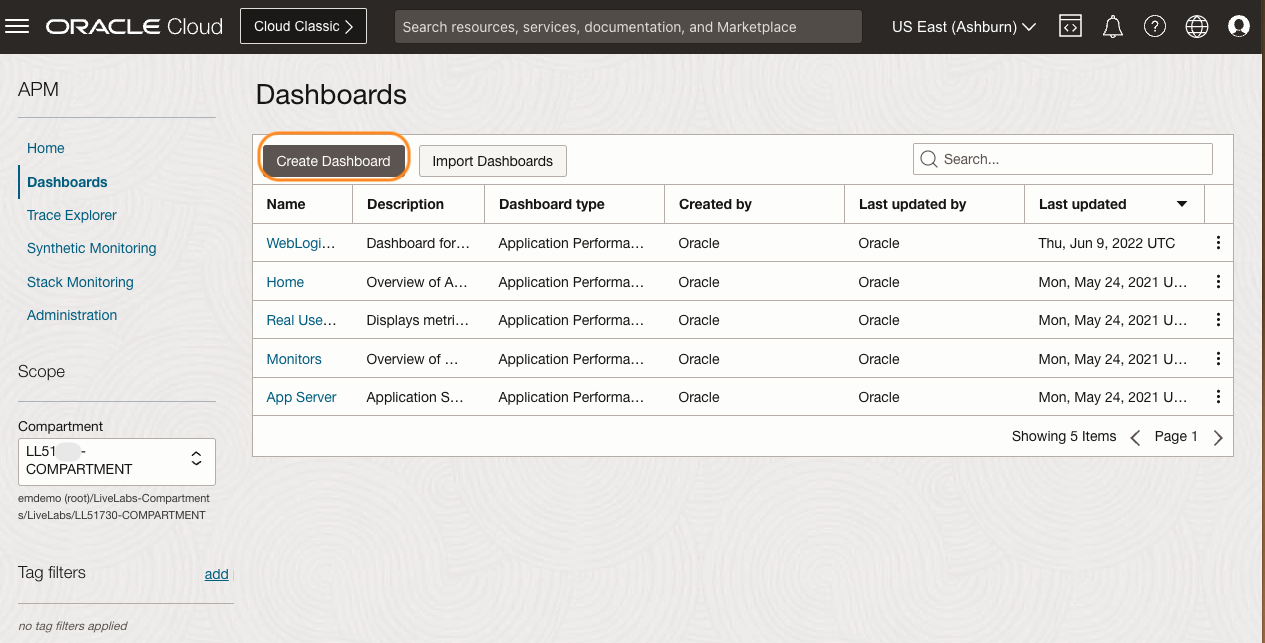 ORACLE Cloud
Cloud Classic
Search resources, services, documentation, and Marketplace
US East (Ashburn)
APM
Home
Dashboards
Trace Explorer
Synthetic Monitoring
Stack Monitoring
Administration
Scope
Compartment
LL51 -
COMPARTMENT
emdemo (root)/LiveLabs-Compartment
s/LiveLabs/LL51730-COMPARTMENT
Tag filters add
no tag filters applied
Dashboards
Create Dashboard Import Dashboards Search...
Name Description Dashboard type Created by Last updated by Last updated
WebLogi... Dashboard for... Application Performa... Oracle Oracle Thu, Jun 9, 2022 UTC
Home Overview of A... Application Performa... Oracle Oracle Mon, May 24, 2021 U...
Real Use... Displays metri... Application Performa... Oracle Oracle Mon, May 24, 2021 U...
Monitors Overview of ... Application Performa... Oracle Oracle Mon, May 24, 2021 U...
App Server Application S... Application Performa... Oracle Oracle Mon, May 24, 2021 U...
Showing 5 Items Page 1